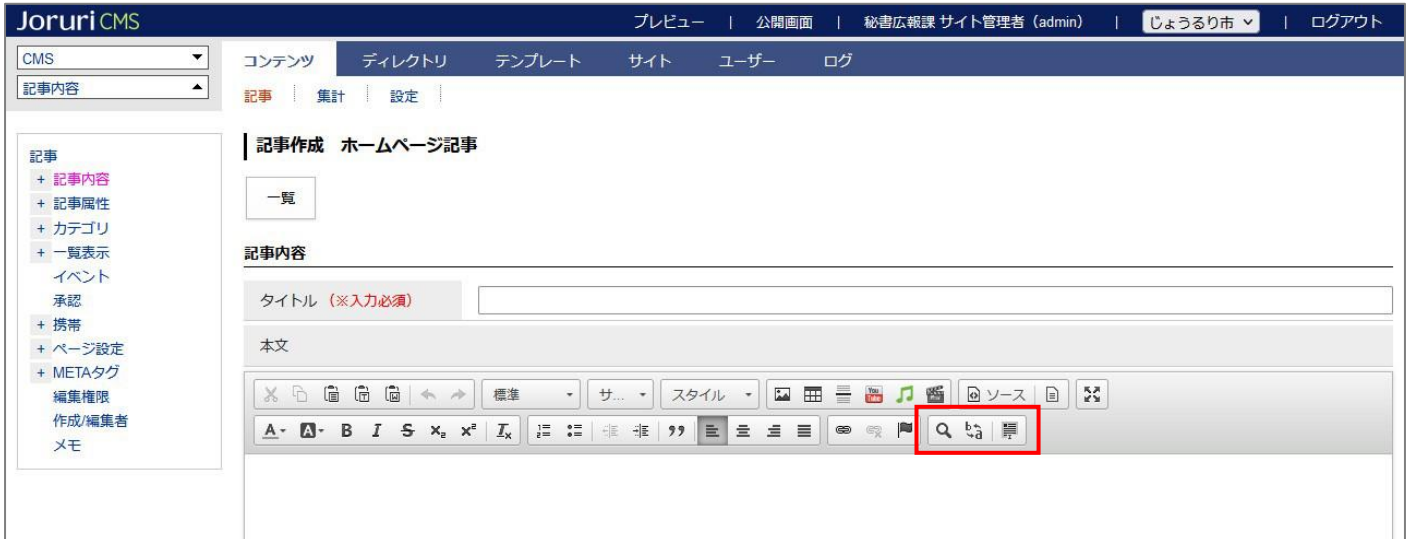 Joruri CMS
プレビュー | 公開画面 | 秘書広報課 サイト管理者（admin） | じょうるり市 | ログアウト
CMS
記事内容
コンテンツ ディレクトリ テンプレート サイト ユーザー ログ
記事 集計 設定
記事
+ 記事内容
+ 記事属性
+ カテゴリ
+ 一覧表示
イベント
承認
+ 携帯
+ ページ設定
+ METAタグ
編集権限
作成/編集者
メモ
記事作成 ホームページ記事
一覧
記事内容
タイトル （※入力必須）
本文
標準 サ... スタイル You Tube ソース
A A B I S x₂ x² Ix